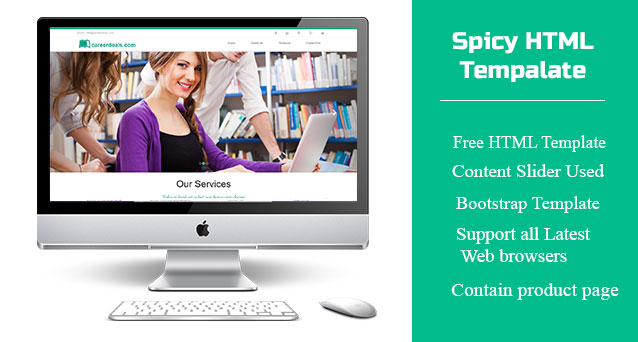 careerdeals.com
Our Services
Spicy HTML
Tempalate
Free HTML Template
Content Slider Used
Bootstrap Template
Support all Latest
Web browsers
Contain product page